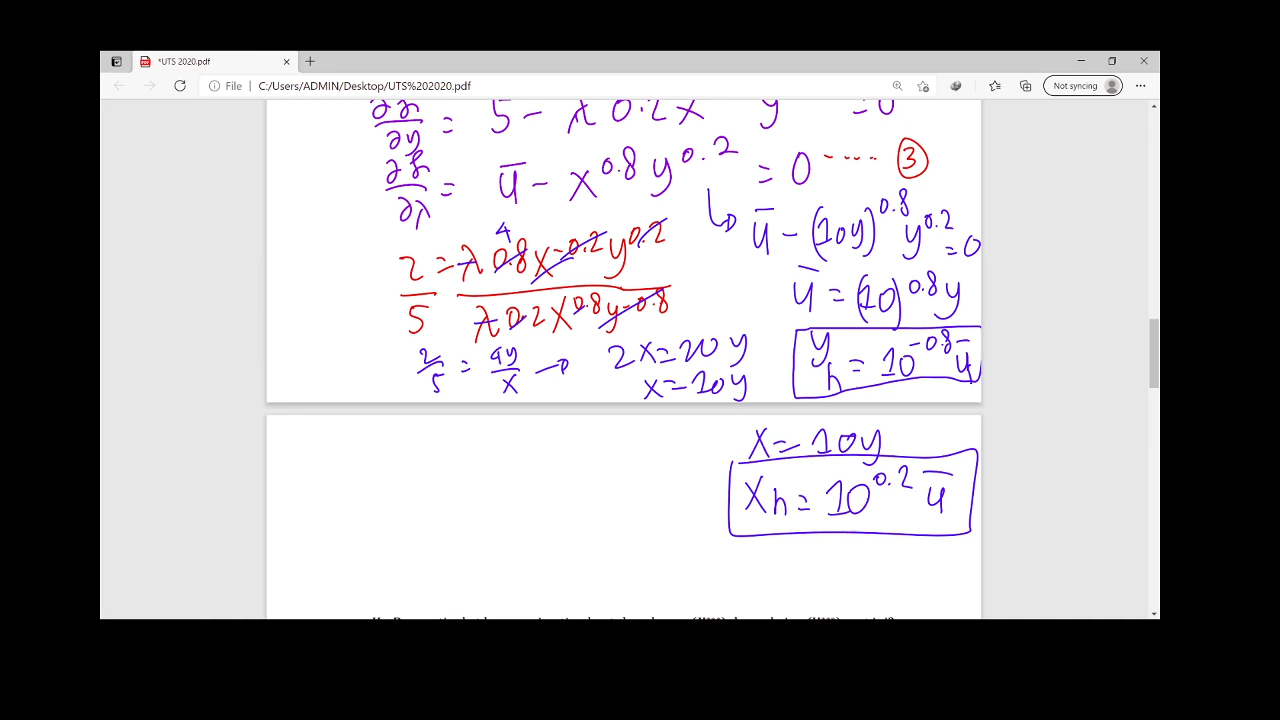 *UTS 2020.pdf
File C:/Users/ADMIN/Desktop/UTS%202020.pdf Not syncing
∂ℒ/∂y = 5 - λ 0.2 x y = 0
∂ℒ/∂λ = ū - x^0.8 y^0.2 = 0 ---- ③
ū - (10y)^0.8 y^0.2 = 0
4
2/5 = λ 0.8 x^-0.2 y^0.2 / λ 0.2 x^0.8 y^-0.8
ū = (10)^0.8 y
2/5 = 4y/x → 2x = 20y
x = 10y
y_h = 10^-0.8 ū
x = 10y
x_h = 10^0.2 ū